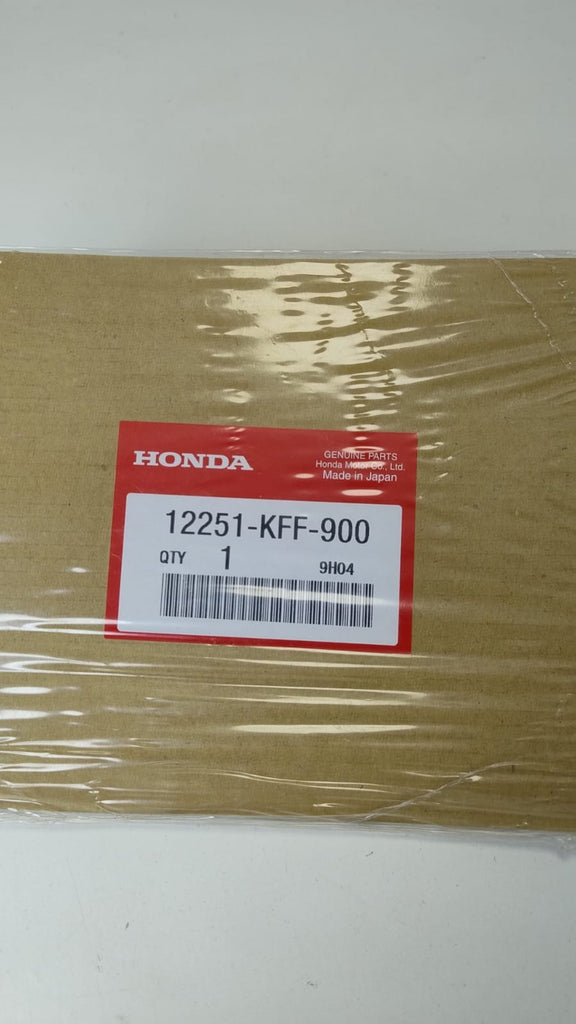 HONDA
GENUINE PARTS
Honda Motor Co., Ltd.
Made in Japan
12251-KFF-900
QTY 1 9H04